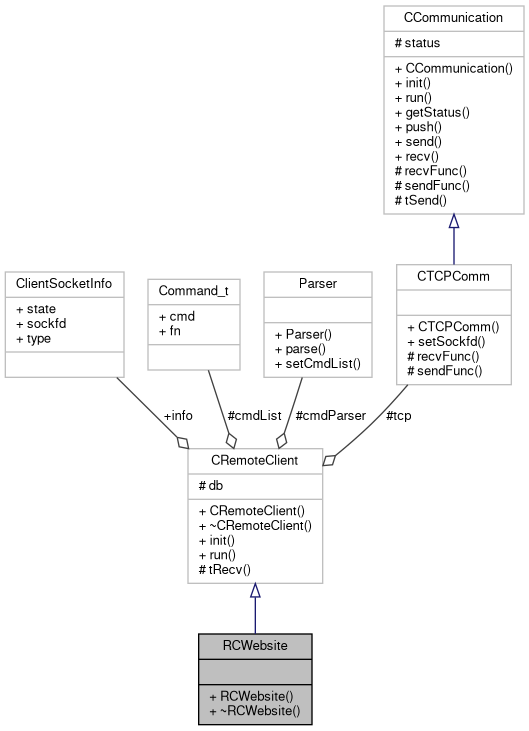 CCommunication
# status
+ CCommunication()
+ init()
+ run()
+ getStatus()
+ push()
+ send()
+ recv()
# recvFunc()
# sendFunc()
# tSend()
ClientSocketInfo
+ state
+ sockfd
+ type
Command_t
+ cmd
+ fn
Parser
+ Parser()
+ parse()
+ setCmdList()
CTCPComm
+ CTCPComm()
+ setSockfd()
# recvFunc()
# sendFunc()
+info
#cmdList
#cmdParser
#tcp
CRemoteClient
# db
+ CRemoteClient()
+ ~CRemoteClient()
+ init()
+ run()
# tRecv()
RCWebsite
+ RCWebsite()
+ ~RCWebsite()